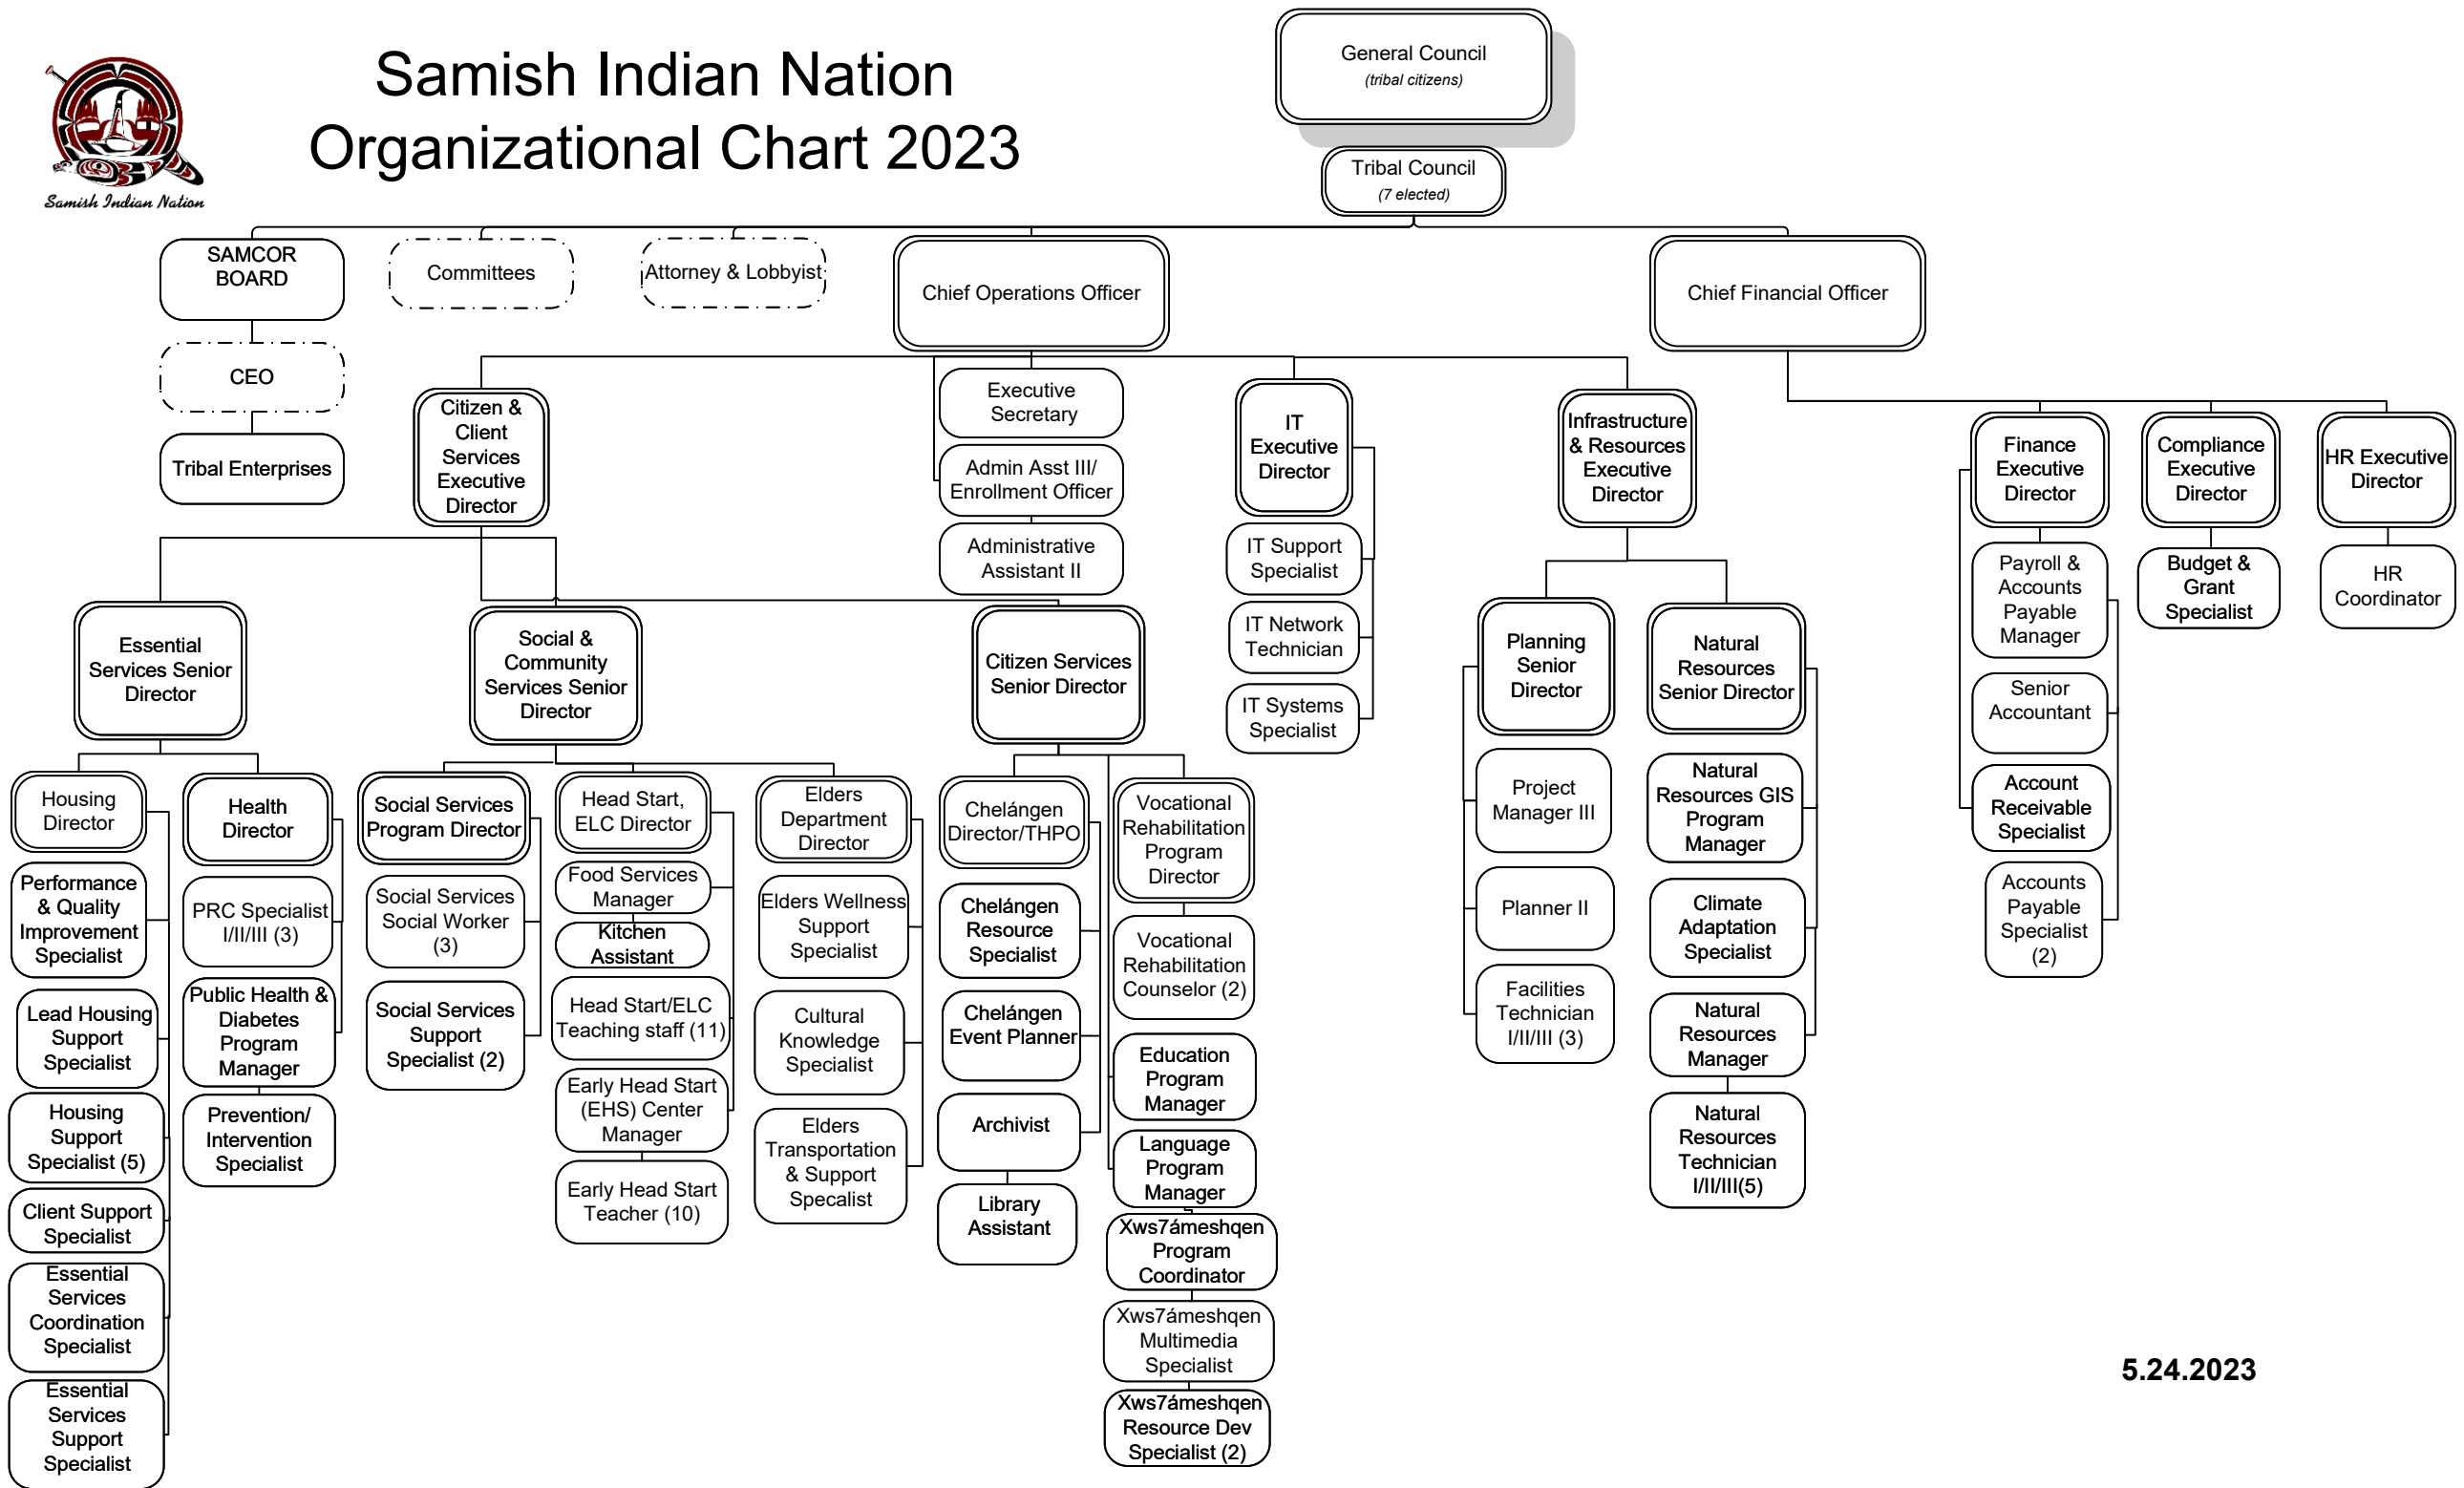 Samish Indian Nation
Organizational Chart 2023
Samish Indian Nation
General Council
(tribal citizens)
Tribal Council
(7 elected)
SAMCOR
BOARD
Committees
Attorney & Lobbyist
Chief Operations Officer
Chief Financial Officer
CEO
Tribal Enterprises
Citizen &
Client
Services
Executive
Director
Executive
Secretary
Admin Asst III/
Enrollment Officer
Administrative
Assistant II
IT
Executive
Director
IT Support
Specialist
IT Network
Technician
IT Systems
Specialist
Infrastructure
& Resources
Executive
Director
Finance
Executive
Director
Compliance
Executive
Director
HR Executive
Director
Payroll &
Accounts
Payable
Manager
Budget &
Grant
Specialist
HR
Coordinator
Senior
Accountant
Account
Receivable
Specialist
Accounts
Payable
Specialist
(2)
Essential
Services Senior
Director
Social &
Community
Services Senior
Director
Citizen Services
Senior Director
Planning
Senior
Director
Natural
Resources
Senior Director
Project
Manager III
Planner II
Facilities
Technician
I/II/III (3)
Natural
Resources GIS
Program
Manager
Climate
Adaptation
Specialist
Natural
Resources
Manager
Natural
Resources
Technician
I/II/III(5)
Housing
Director
Performance
& Quality
Improvement
Specialist
Lead Housing
Support
Specialist
Housing
Support
Specialist (5)
Client Support
Specialist
Essential
Services
Coordination
Specialist
Essential
Services
Support
Specialist
Health
Director
PRC Specialist
I/II/III (3)
Public Health &
Diabetes
Program
Manager
Prevention/
Intervention
Specialist
Social Services
Program Director
Social Services
Social Worker
(3)
Social Services
Support
Specialist (2)
Head Start,
ELC Director
Food Services
Manager
Kitchen
Assistant
Head Start/ELC
Teaching staff (11)
Early Head Start
(EHS) Center
Manager
Early Head Start
Teacher (10)
Elders
Department
Director
Elders Wellness
Support
Specialist
Cultural
Knowledge
Specialist
Elders
Transportation
& Support
Specalist
Chelángen
Director/THPO
Chelángen
Resource
Specialist
Chelángen
Event Planner
Archivist
Library
Assistant
Vocational
Rehabilitation
Program
Director
Vocational
Rehabilitation
Counselor (2)
Education
Program
Manager
Language
Program
Manager
Xws7ámeshqen
Program
Coordinator
Xws7ámeshqen
Multimedia
Specialist
Xws7ámeshqen
Resource Dev
Specialist (2)
5.24.2023